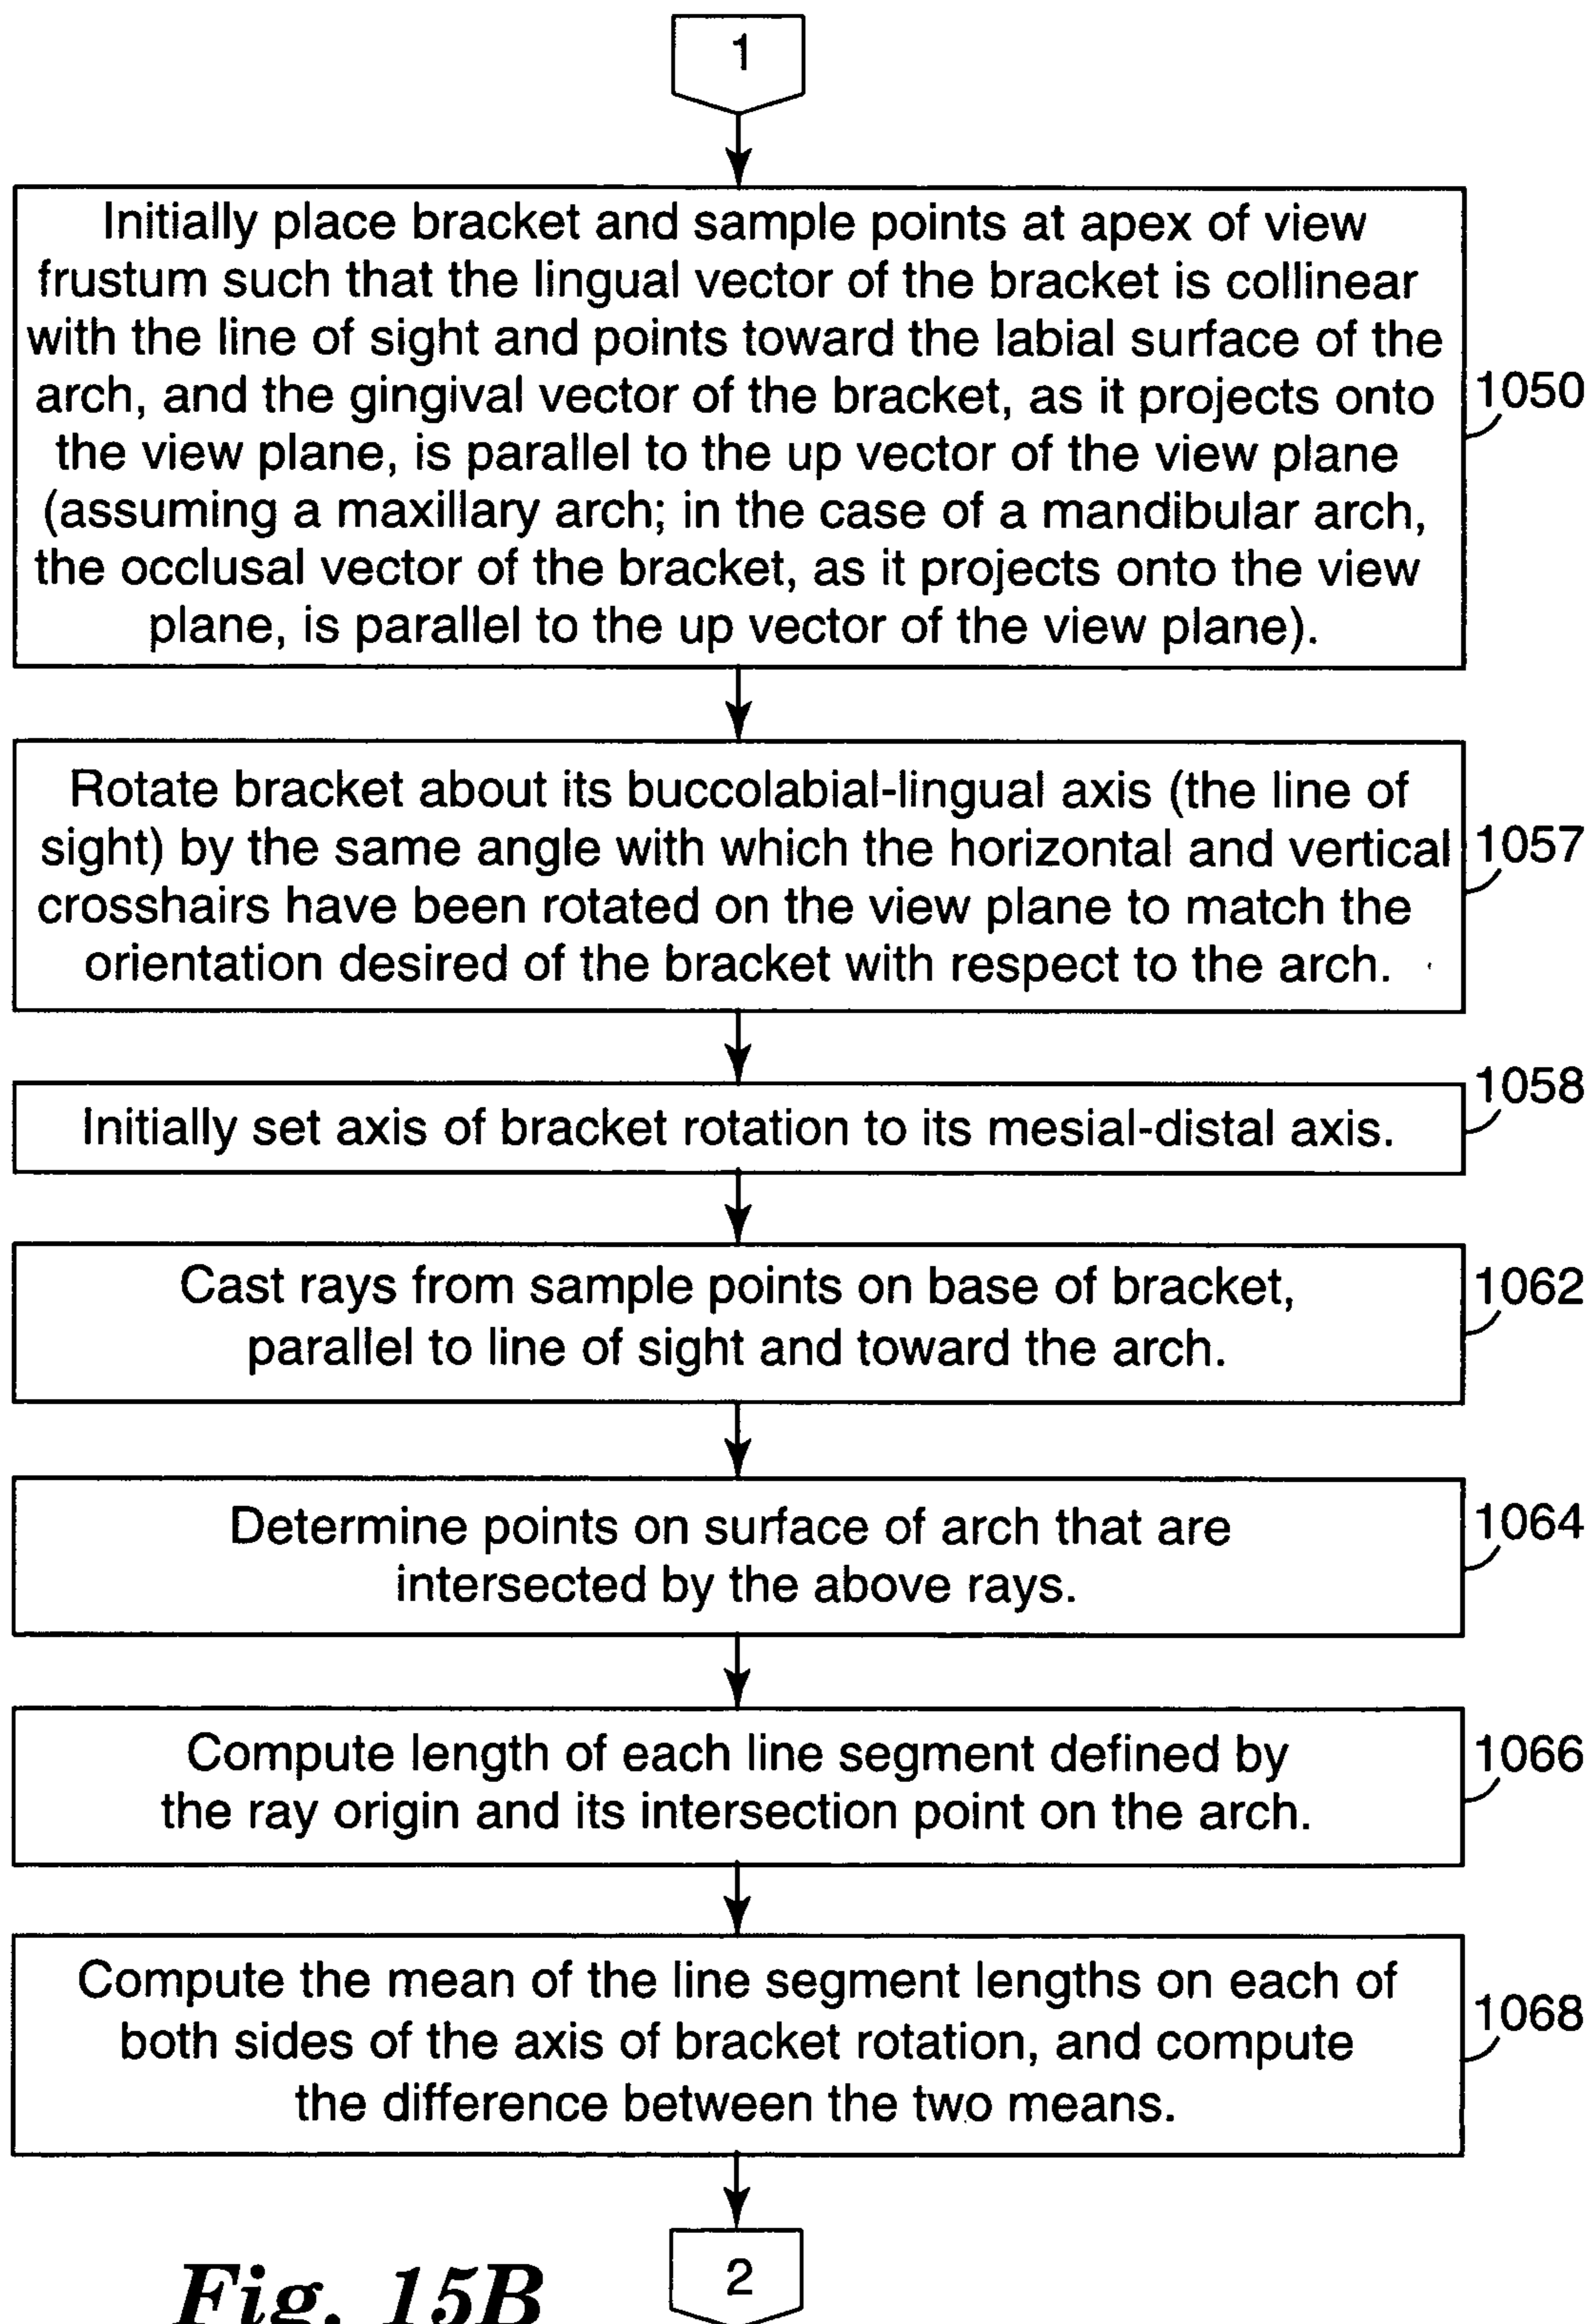 1
Initially place bracket and sample points at apex of view
frustum such that the lingual vector of the bracket is collinear
with the line of sight and points toward the labial surface of the
arch, and the gingival vector of the bracket, as it projects onto
the view plane, is parallel to the up vector of the view plane
(assuming a maxillary arch; in the case of a mandibular arch,
the occlusal vector of the bracket, as it projects onto the view
plane, is parallel to the up vector of the view plane).
1050
Rotate bracket about its buccolabial-lingual axis (the line of
sight) by the same angle with which the horizontal and vertical
crosshairs have been rotated on the view plane to match the
orientation desired of the bracket with respect to the arch.
1057
Initially set axis of bracket rotation to its mesial-distal axis.
1058
Cast rays from sample points on base of bracket,
parallel to line of sight and toward the arch.
1062
Determine points on surface of arch that are
intersected by the above rays.
1064
Compute length of each line segment defined by
the ray origin and its intersection point on the arch.
1066
Compute the mean of the line segment lengths on each of
both sides of the axis of bracket rotation, and compute
the difference between the two means.
1068
2
Fig. 15B